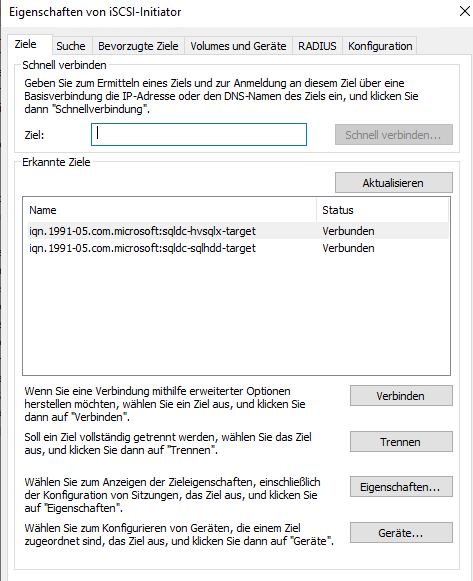 Eigenschaften von iSCSI-Initiator
Ziele Suche Bevorzugte Ziele Volumes und Geräte RADIUS Konfiguration
Schnell verbinden
Geben Sie zum Ermitteln eines Ziels und zur Anmeldung an diesem Ziel über eine
Basisverbindung die IP-Adresse oder den DNS-Namen des Ziels ein, und klicken Sie
dann auf "Schnellverbindung".
Ziel:
Schnell verbinden...
Erkannte Ziele
Aktualisieren
Name Status
iqn.1991-05.com.microsoft:sqldc-hvsqlx-target Verbunden
iqn.1991-05.com.microsoft:sqldc-sqlhdd-target Verbunden
Wenn Sie eine Verbindung mithilfe erweiterter Optionen
herstellen möchten, wählen Sie ein Ziel aus, und klicken Sie
dann auf "Verbinden".
Verbinden
Soll ein Ziel vollständig getrennt werden, wählen Sie das Ziel
aus, und klicken Sie dann auf "Trennen".
Trennen
Wählen Sie zum Anzeigen der Zieleigenschaften, einschließlich
der Konfiguration von Sitzungen, das Ziel aus, und klicken Sie
auf "Eigenschaften".
Eigenschaften...
Wählen Sie zum Konfigurieren von Geräten, die einem Ziel
zugeordnet sind, das Ziel aus, und klicken Sie dann auf "Geräte".
Geräte...